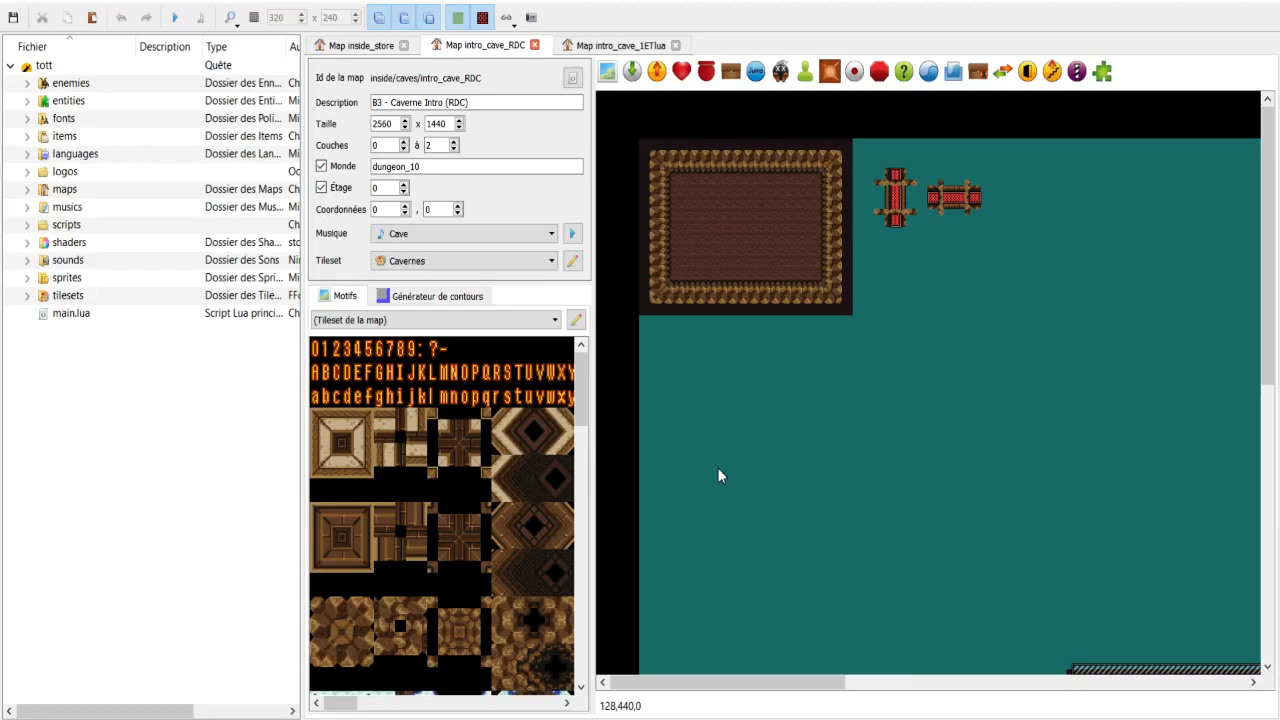 320 x 240
Fichier Description Type Au
tott Quête
enemies Dossier des Enn... Ch
entities Dossier des Enti... Mi
fonts Dossier des Poli... Mi
items Dossier des Items Ch
languages Dossier des Lan... Mi
logos Oc
maps Dossier des Maps Ch
musics Dossier des Mus... Mi
scripts Ch
shaders Dossier des Sha... sto
sounds Dossier des Sons Ni
sprites Dossier des Spri... Mi
tilesets Dossier des Tile... FFo
main.lua Script Lua princi... Ch
Map inside_store Map intro_cave_RDC Map intro_cave_1ETlua
Id de la map inside/caves/intro_cave_RDC
Description B3 - Caverne Intro (RDC)
Taille 2560 x 1440
Couches 0 à 2
Monde dungeon_10
Étage 0
Coordonnées 0 , 0
Musique Cave
Tileset Cavernes
Motifs Générateur de contours
(Tileset de la map)
0123456789:?-
ABCDEFGHIJKLMNOPQRSTUVWXY
abcdefghijklmnopqrstuvwxy
Jump
128,440,0